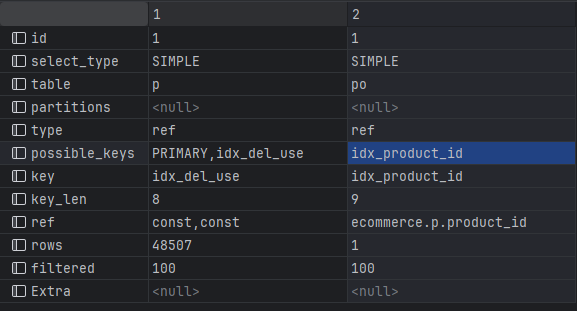 1 2
id 1 1
select_type SIMPLE SIMPLE
table p po
partitions <null> <null>
type ref ref
possible_keys PRIMARY,idx_del_use idx_product_id
key idx_del_use idx_product_id
key_len 8 9
ref const,const ecommerce.p.product_id
rows 48507 1
filtered 100 100
Extra <null> <null>